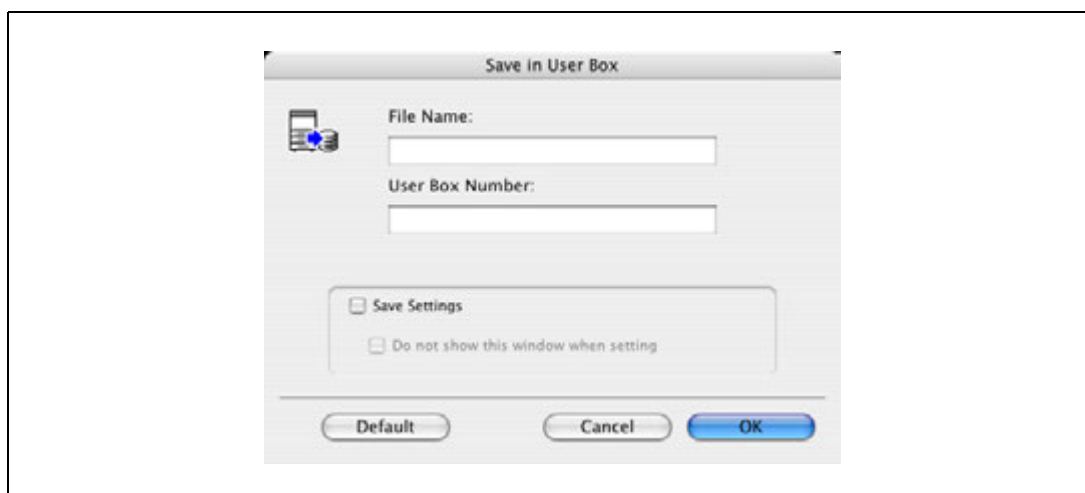 Save in User Box
File Name:
User Box Number:
Save Settings
Do not show this window when setting
Default Cancel OK